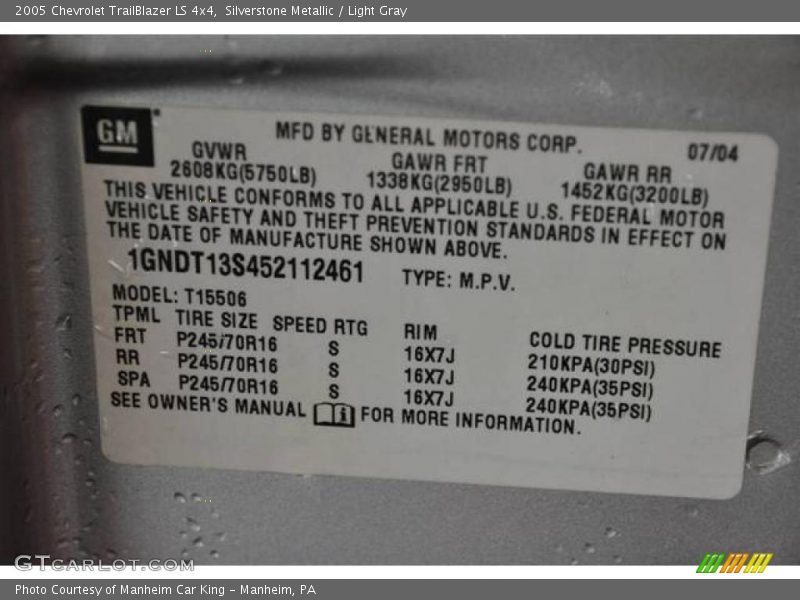 2005 Chevrolet TrailBlazer LS 4x4, Silverstone Metallic / Light Gray
GM
MFD BY GENERAL MOTORS CORP.
07/04
GVWR GAWR FRT GAWR RR
2608KG(5750LB) 1338KG(2950LB) 1452KG(3200LB)
THIS VEHICLE CONFORMS TO ALL APPLICABLE U.S. FEDERAL MOTOR
VEHICLE SAFETY AND THEFT PREVENTION STANDARDS IN EFFECT ON
THE DATE OF MANUFACTURE SHOWN ABOVE.
1GNDT13S452112461 TYPE: M.P.V.
MODEL: T15506
TPML TIRE SIZE SPEED RTG RIM COLD TIRE PRESSURE
FRT P245/70R16 S 16X7J 210KPA(30PSI)
RR P245/70R16 S 16X7J 240KPA(35PSI)
SPA P245/70R16 S 16X7J 240KPA(35PSI)
SEE OWNER'S MANUAL i FOR MORE INFORMATION.
GTCARLOT.COM
Photo Courtesy of Manheim Car King - Manheim, PA